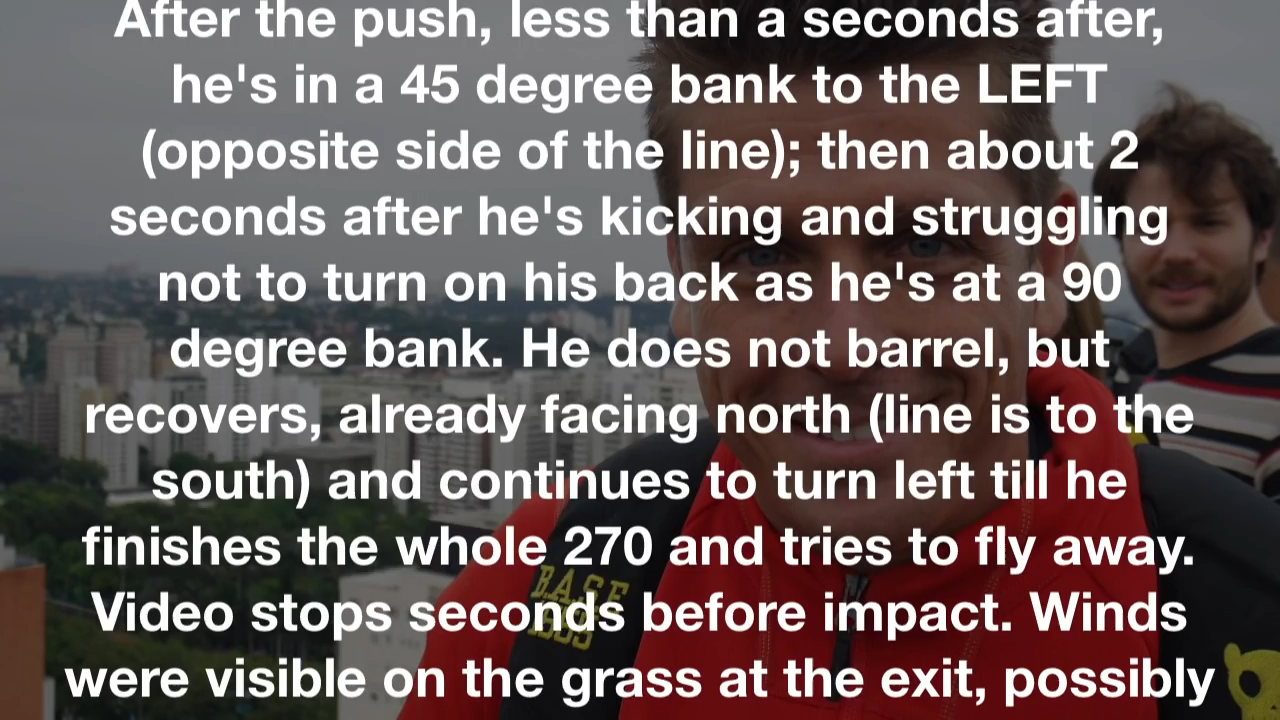 After the push, less than a seconds after,
he's in a 45 degree bank to the LEFT
(opposite side of the line); then about 2
seconds after he's kicking and struggling
not to turn on his back as he's at a 90
degree bank. He does not barrel, but
recovers, already facing north (line is to the
south) and continues to turn left till he
finishes the whole 270 and tries to fly away.
Video stops seconds before impact. Winds
were visible on the grass at the exit, possibly
BASE